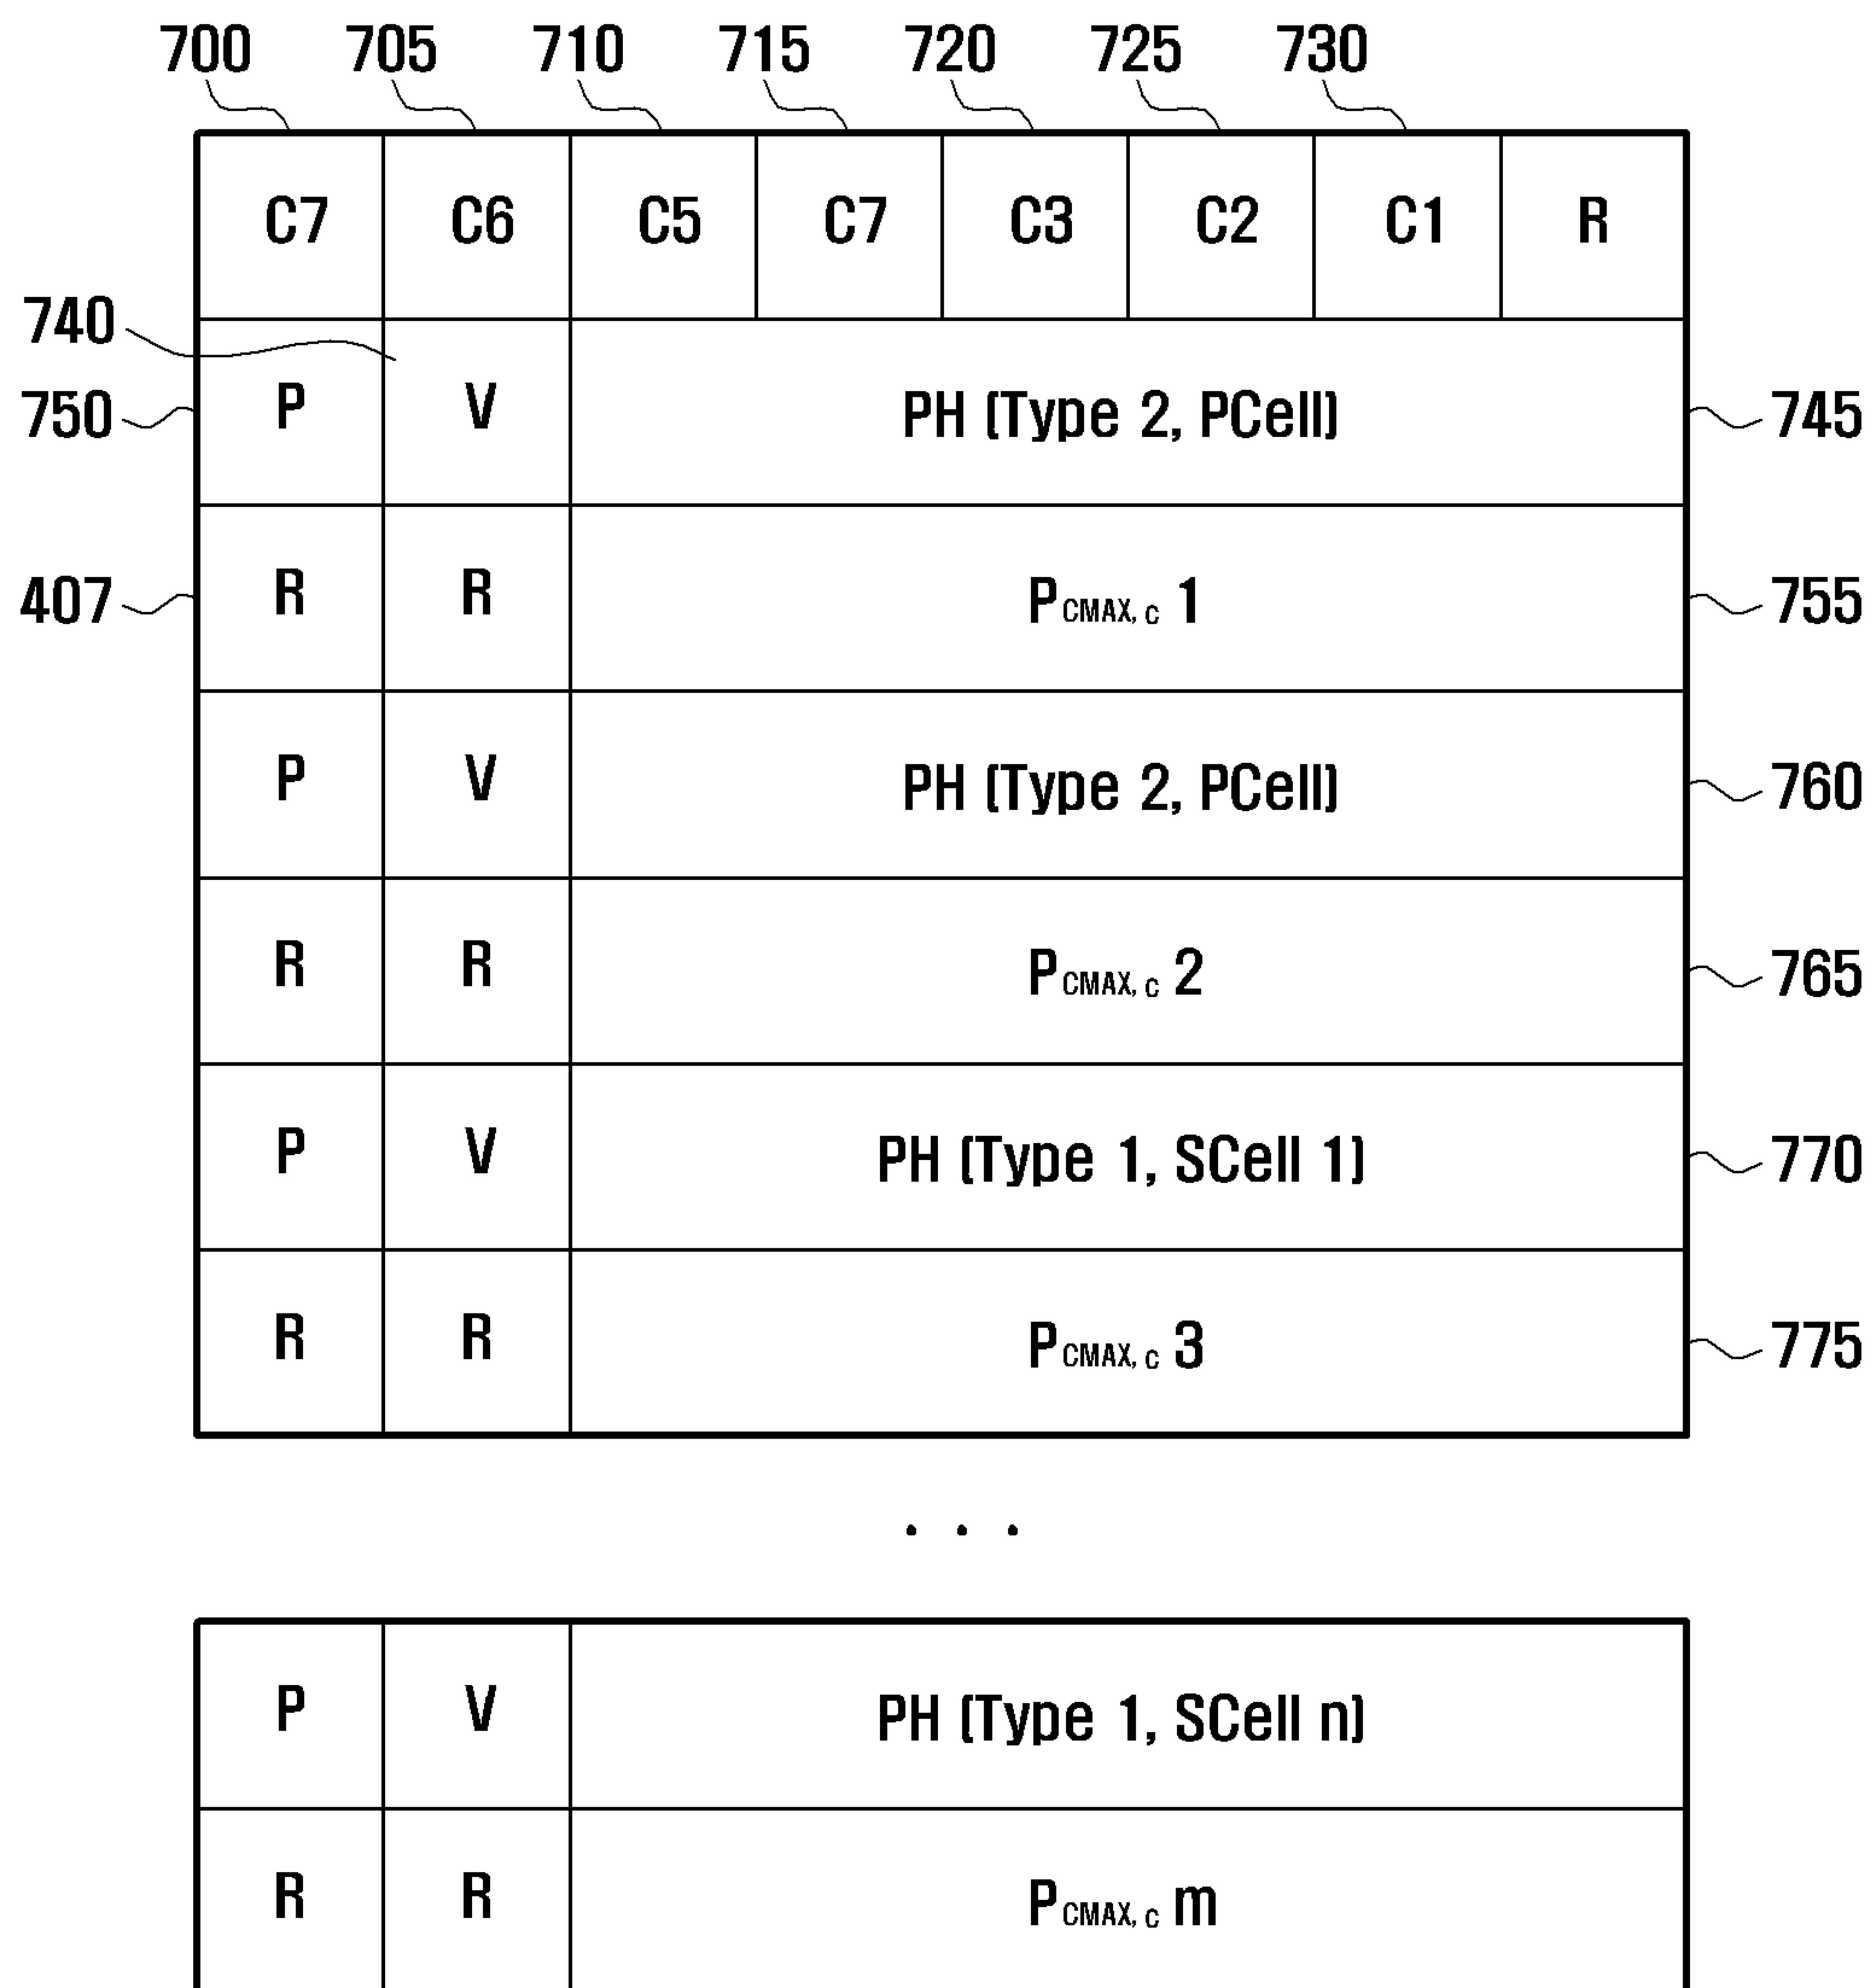 700 705 710 715 720 725 730
C7 C6 C5 C7 C3 C2 C1 R
740
750 P V PH (Type 2, PCell) 745
407 R R PCMAX, c 1 755
P V PH (Type 2, PCell) 760
R R PCMAX, c 2 765
P V PH (Type 1, SCell 1) 770
R R PCMAX, c 3 775
. . .
P V PH (Type 1, SCell n)
R R PCMAX, c m